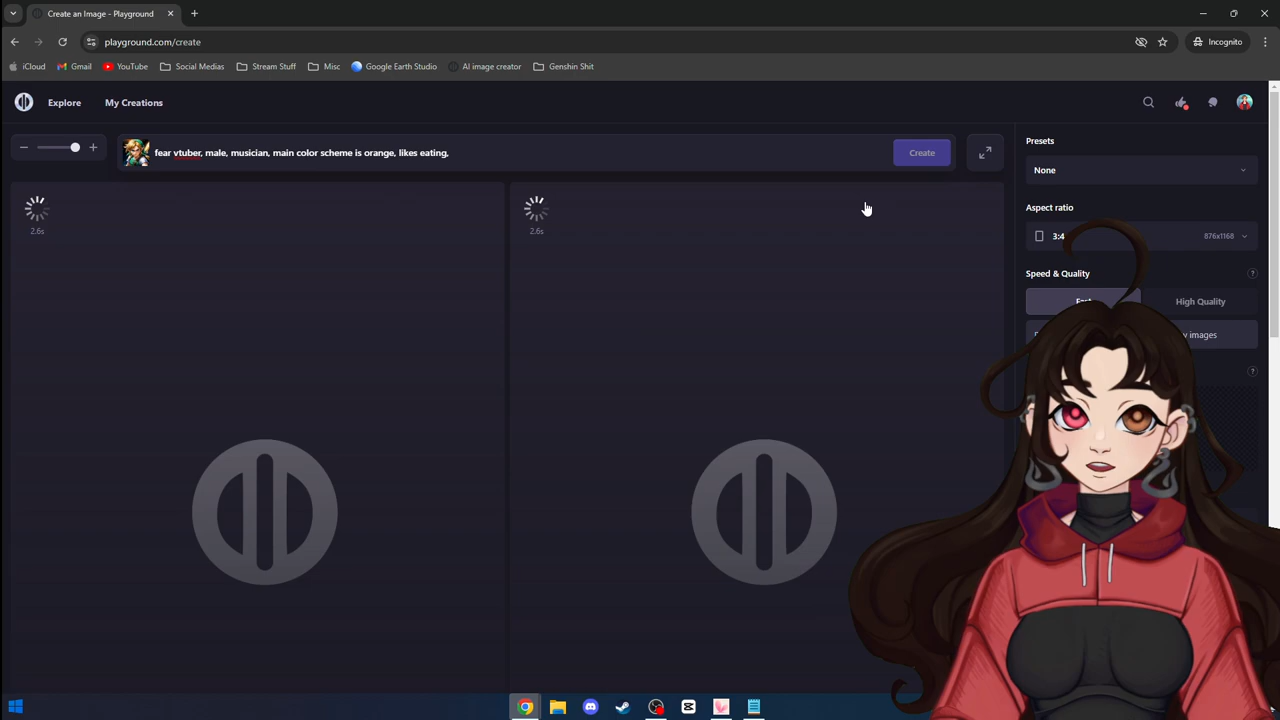 Create an Image - Playground
playground.com/create
Incognito
iCloud
Gmail
YouTube
Social Medias
Stream Stuff
Misc
Google Earth Studio
AI image creator
Genshin Shit
Explore
My Creations
fear vtuber, male, musician, main color scheme is orange, likes eating,
Create
2.6s
2.6s
Presets
None
Aspect ratio
3:4
876x1168
Speed & Quality
?
High Quality
images
?